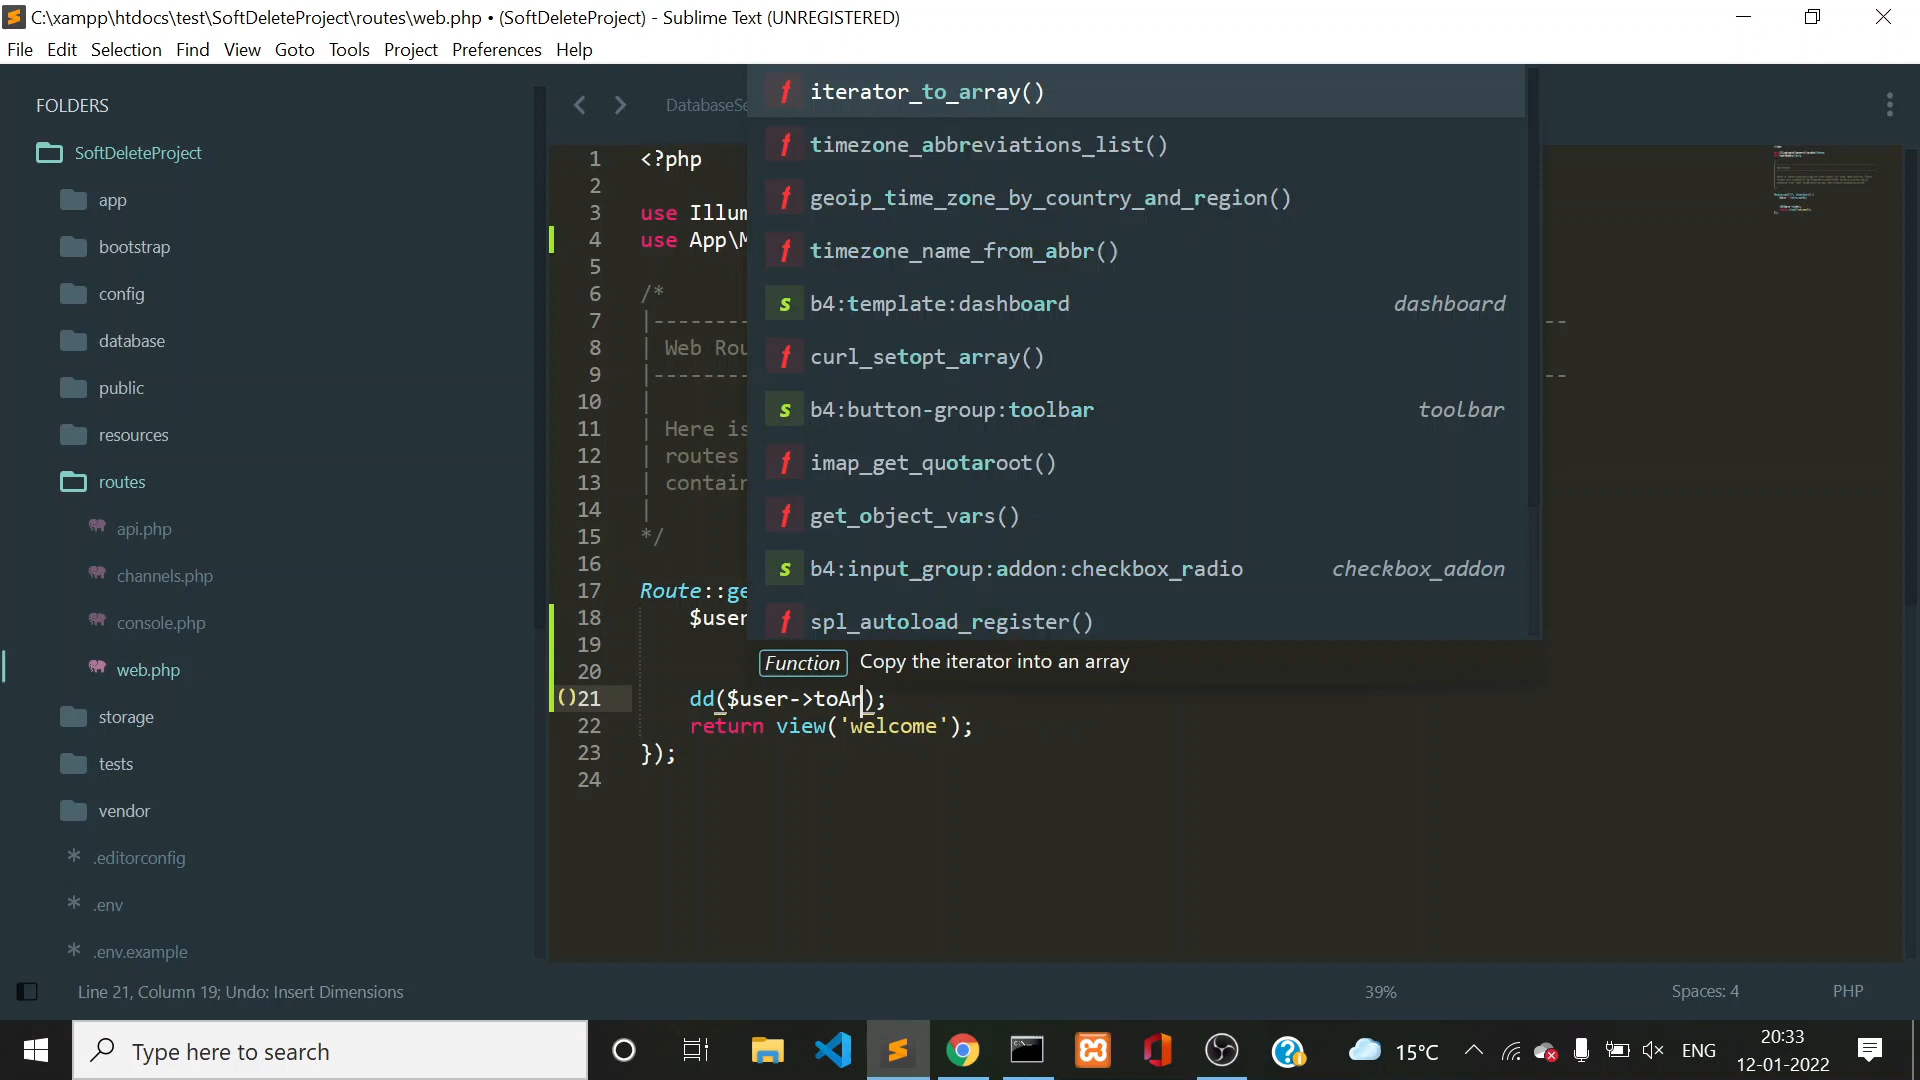 C:\xampp\htdocs\test\SoftDeleteProject\routes\web.php • (SoftDeleteProject) - Sublime Text (UNREGISTERED)
File Edit Selection Find View Goto Tools Project Preferences Help
FOLDERS
SoftDeleteProject
app
bootstrap
config
database
public
resources
routes
api.php
channels.php
console.php
web.php
storage
tests
vendor
.editorconfig
.env
.env.example
DatabaseSe
1 <?php
2
3 use Illum
4 use App\M
5
6 /*
7 |--------
8 | Web Rou
9 |--------
10 |
11 | Here is
12 | routes
13 | contain
14 |
15 */
16
17 Route::ge
18 $user
19
20
21 dd($user->toAr);
22 return view('welcome');
23 });
24
f iterator_to_array()
f timezone_abbreviations_list()
f geoip_time_zone_by_country_and_region()
f timezone_name_from_abbr()
s b4:template:dashboard dashboard
f curl_setopt_array()
s b4:button-group:toolbar toolbar
f imap_get_quotaroot()
f get_object_vars()
s b4:input_group:addon:checkbox_radio checkbox_addon
f spl_autoload_register()
Function Copy the iterator into an array
Line 21, Column 19; Undo: Insert Dimensions
39%
Spaces: 4
PHP
Type here to search
15°C
ENG
20:33
12-01-2022